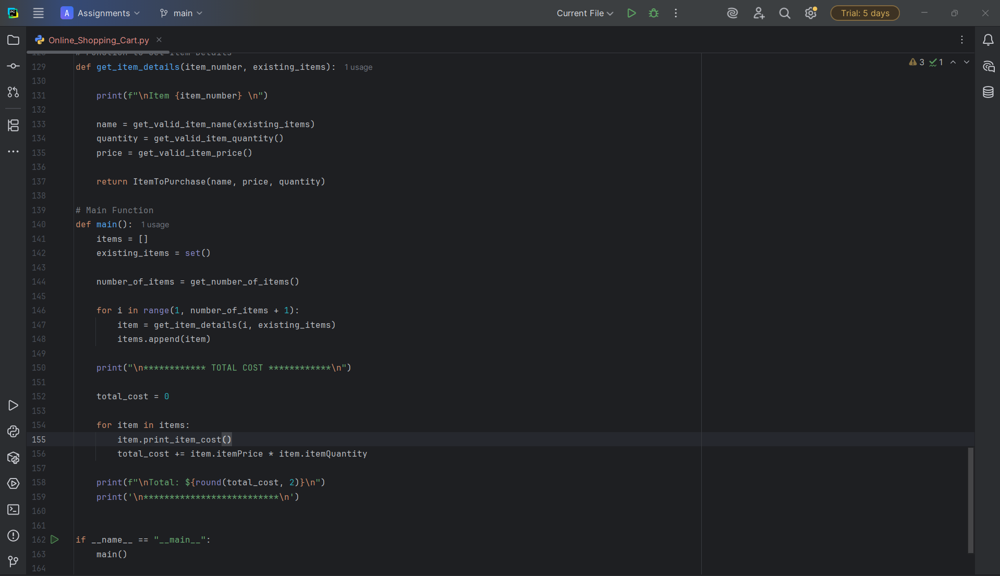 PC
A Assignments
main
Current File
Trial: 5 days
Online_Shopping_Cart.py
3 1
# Function to Get Item Details
129 def get_item_details(item_number, existing_items): 1 usage
130
131 print(f"\nItem {item_number} \n")
132
133 name = get_valid_item_name(existing_items)
134 quantity = get_valid_item_quantity()
135 price = get_valid_item_price()
136
137 return ItemToPurchase(name, price, quantity)
138
139 # Main Function
140 def main(): 1 usage
141 items = []
142 existing_items = set()
143
144 number_of_items = get_number_of_items()
145
146 for i in range(1, number_of_items + 1):
147 item = get_item_details(i, existing_items)
148 items.append(item)
149
150 print("\n************ TOTAL COST ************\n")
151
152 total_cost = 0
153
154 for item in items:
155 item.print_item_cost()
156 total_cost += item.itemPrice * item.itemQuantity
157
158 print(f"\nTotal: ${round(total_cost, 2)}\n")
159 print('\n**************************\n')
160
161
162 if __name__ == "__main__":
163 main()
164